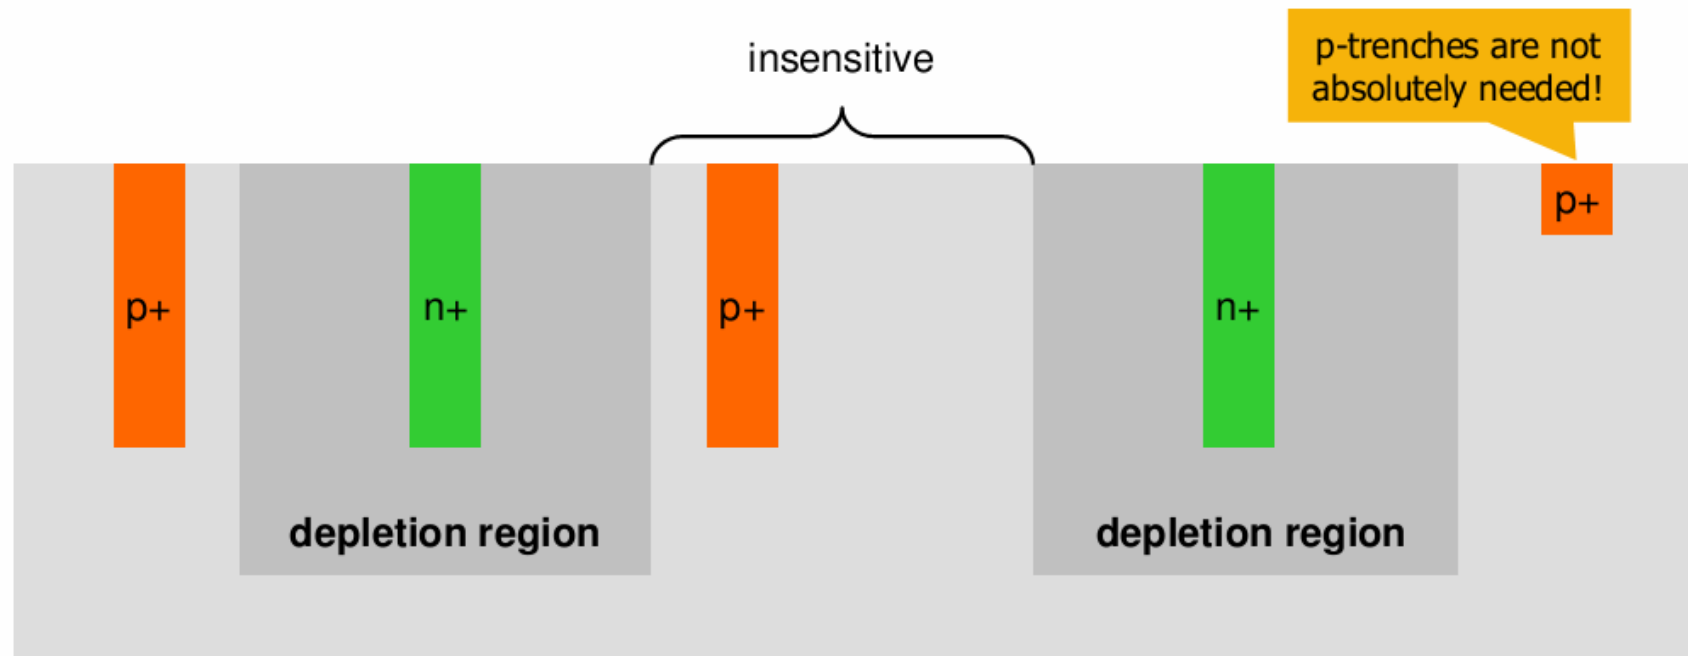 insensitive
p-trenches are not
absolutely needed!
p+
p+
n+
p+
n+
depletion region
depletion region